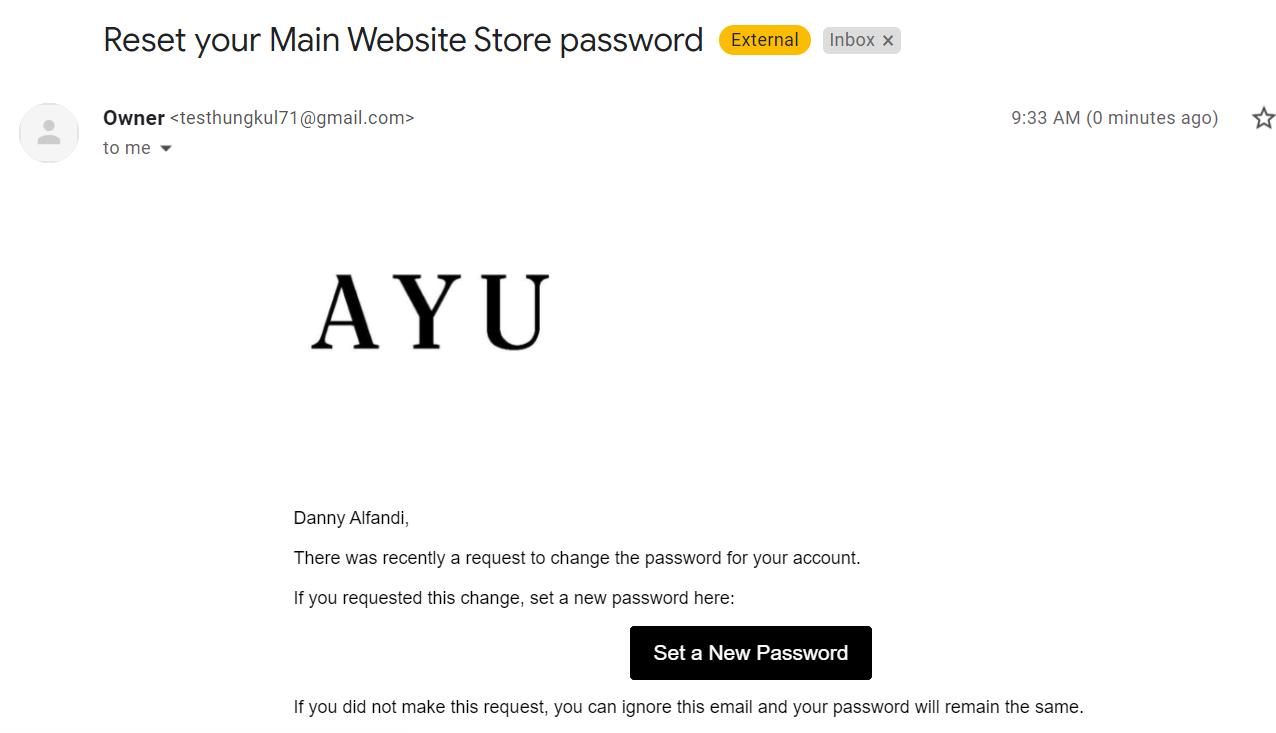 Reset your Main Website Store password External Inbox ×
Owner <testhungkul71@gmail.com> 9:33 AM (0 minutes ago)
to me
AYU
Danny Alfandi,
There was recently a request to change the password for your account.
If you requested this change, set a new password here:
Set a New Password
If you did not make this request, you can ignore this email and your password will remain the same.